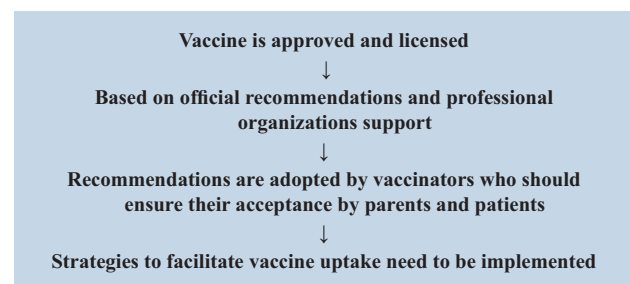 Vaccine is approved and licensed
↓
Based on official recommendations and professional
organizations support
↓
Recommendations are adopted by vaccinators who should
ensure their acceptance by parents and patients
↓
Strategies to facilitate vaccine uptake need to be implemented